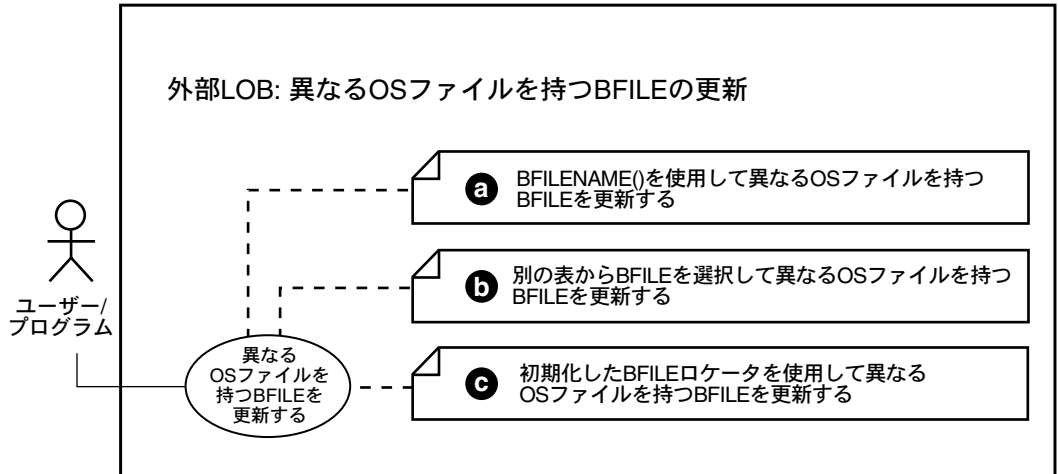 外部LOB: 異なるOSファイルを持つBFILEの更新
a BFILENAME()を使用して異なるOSファイルを持つ
BFILEを更新する
b 別の表からBFILEを選択して異なるOSファイルを持つ
BFILEを更新する
ユーザー/
プログラム
異なる
OSファイルを
持つBFILEを
更新する
c 初期化したBFILEロケータを使用して異なる
OSファイルを持つBFILEを更新する